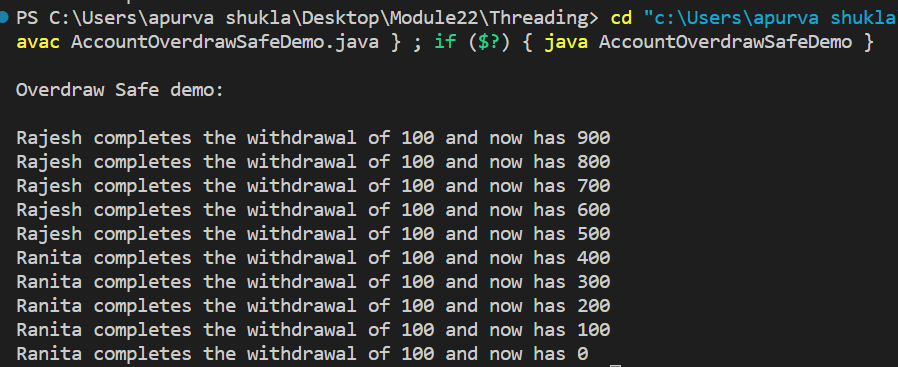 PS C:\Users\apurva shukla\Desktop\Module22\Threading> cd "c:\Users\apurva shukla
avac AccountOverdrawSafeDemo.java } ; if ($?) { java AccountOverdrawSafeDemo }
Overdraw Safe demo:
Rajesh completes the withdrawal of 100 and now has 900
Rajesh completes the withdrawal of 100 and now has 800
Rajesh completes the withdrawal of 100 and now has 700
Rajesh completes the withdrawal of 100 and now has 600
Rajesh completes the withdrawal of 100 and now has 500
Ranita completes the withdrawal of 100 and now has 400
Ranita completes the withdrawal of 100 and now has 300
Ranita completes the withdrawal of 100 and now has 200
Ranita completes the withdrawal of 100 and now has 100
Ranita completes the withdrawal of 100 and now has 0